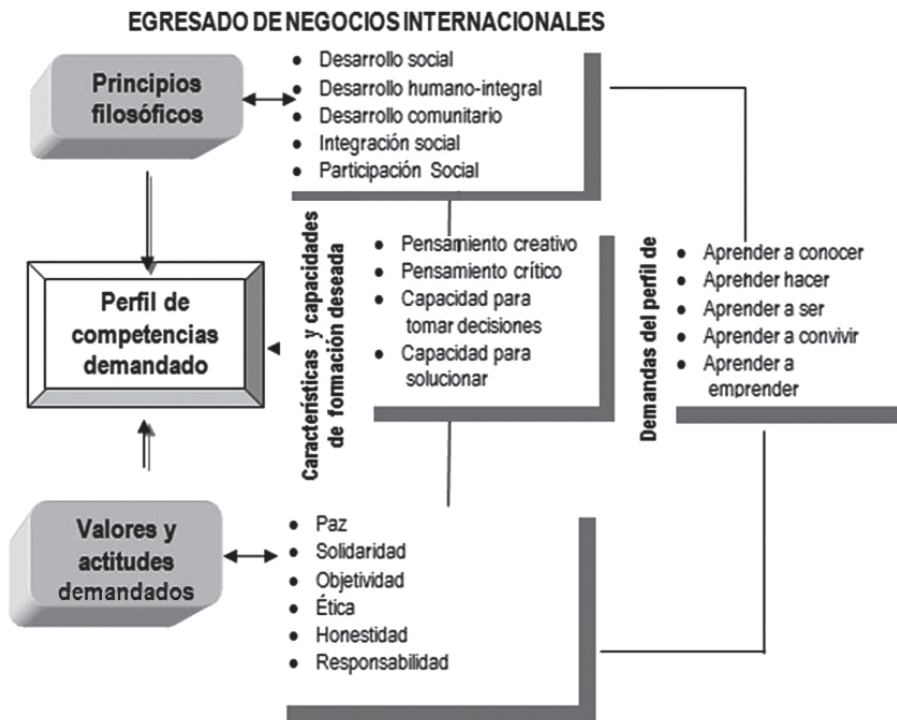 EGRESADO DE NEGOCIOS INTERNACIONALES
Principios
filosóficos
● Desarrollo social
● Desarrollo humano-integral
● Desarrollo comunitario
● Integración social
● Participación Social
Perfil de
competencias
demandado
Características y capacidades
de formación deseada
● Pensamiento creativo
● Pensamiento crítico
● Capacidad para
tomar decisiones
● Capacidad para
solucionar
Demandas del perfil de
● Aprender a conocer
● Aprender hacer
● Aprender a ser
● Aprender a convivir
● Aprender a
emprender
Valores y
actitudes
demandados
● Paz
● Solidaridad
● Objetividad
● Ética
● Honestidad
● Responsabilidad